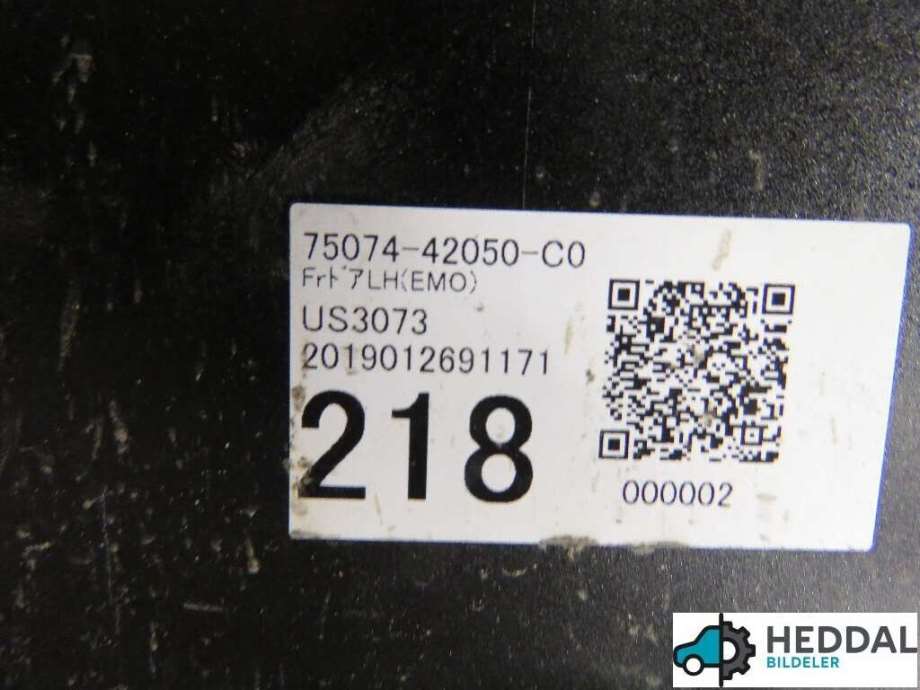 75074-42050-C0
FrﾄﾞアLH(EMO)
US3073
2019012691171
218
000002
HEDDAL
BILDELER